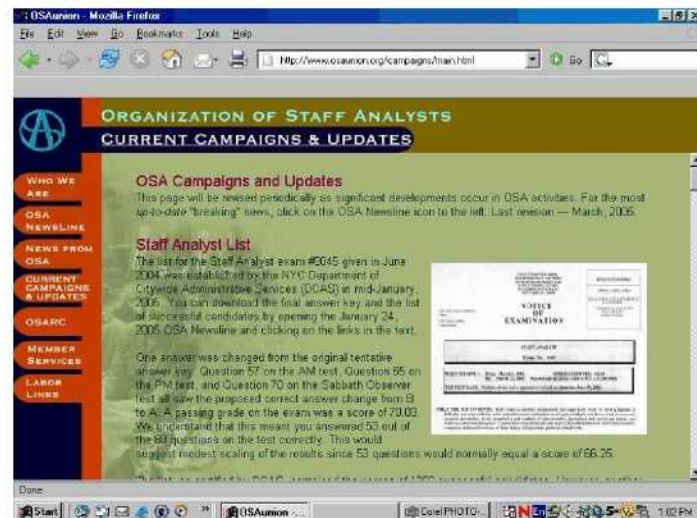 OSAunion - Mozilla Firefox
File Edit View Go Bookmarks Tools Help
http://www.osaunion.org/campaigns/main.html
Go
ORGANIZATION OF STAFF ANALYSTS
CURRENT CAMPAIGNS & UPDATES
WHO WE
ARE
OSA
NEWSLINE
NEWS FROM
OSA
CURRENT
CAMPAIGNS
& UPDATES
OSARC
MEMBER
SERVICES
LABOR
LINKS
OSA Campaigns and Updates
This page will be revised periodically as significant developments occur in OSA activities. For the most
up-to-date "breaking" news, click on the OSA Newsline icon to the left. Last revision — March, 2005.
Staff Analyst List
The list for the Staff Analyst exam #0045 given in June
2004 was established by the NYC Department of
Citywide Administrative Services (DCAS) in mid-January,
2005. You can download the final answer key and the list
of successful candidates by opening the January 24,
2005 OSA Newsline and clicking on the links in the text.
One answer was changed from the original tentative
answer key. Question 57 on the AM test, Question 55 on
the PM test, and Question 70 on the Sabbath Observer
test all saw the proposed correct answer change from B
to A. A passing grade on the exam was a score of 70.03.
We understand that this meant you answered 53 out of
the 80 questions on the test correctly. This would
suggest modest scaling of the results since 53 questions would normally equal a score of 66.25.
NOTICE
OF
EXAMINATION
STAFF ANALYST
Done
Start
OSAunion - ...
Corel PHOTO-...
1:02 PM